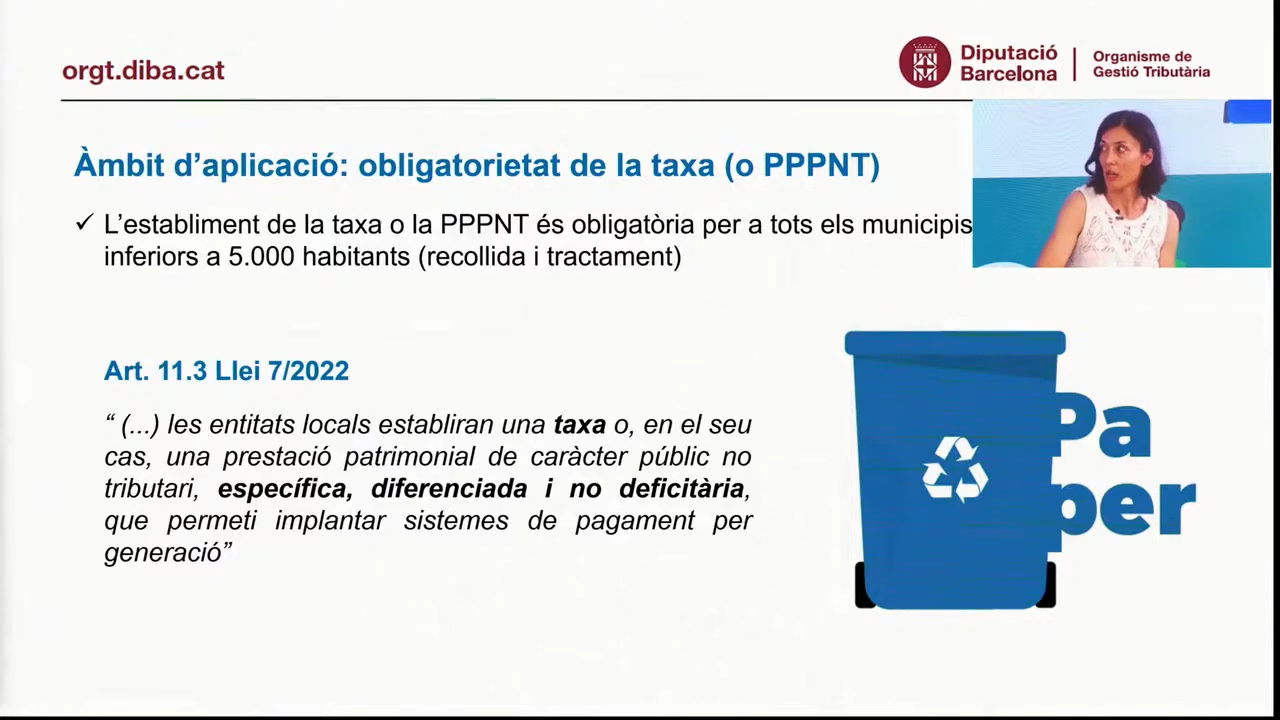 orgt.diba.cat
Diputació
Barcelona
Organisme de
Gestió Tributària
Àmbit d’aplicació: obligatorietat de la taxa (o PPPNT)
✓ L’establiment de la taxa o la PPPNT és obligatòria per a tots els municipis
inferiors a 5.000 habitants (recollida i tractament)
Art. 11.3 Llei 7/2022
“ (...) les entitats locals establiran una taxa o, en el seu
cas, una prestació patrimonial de caràcter públic no
tributari, específica, diferenciada i no deficitària,
que permeti implantar sistemes de pagament per
generació”
Pa
per